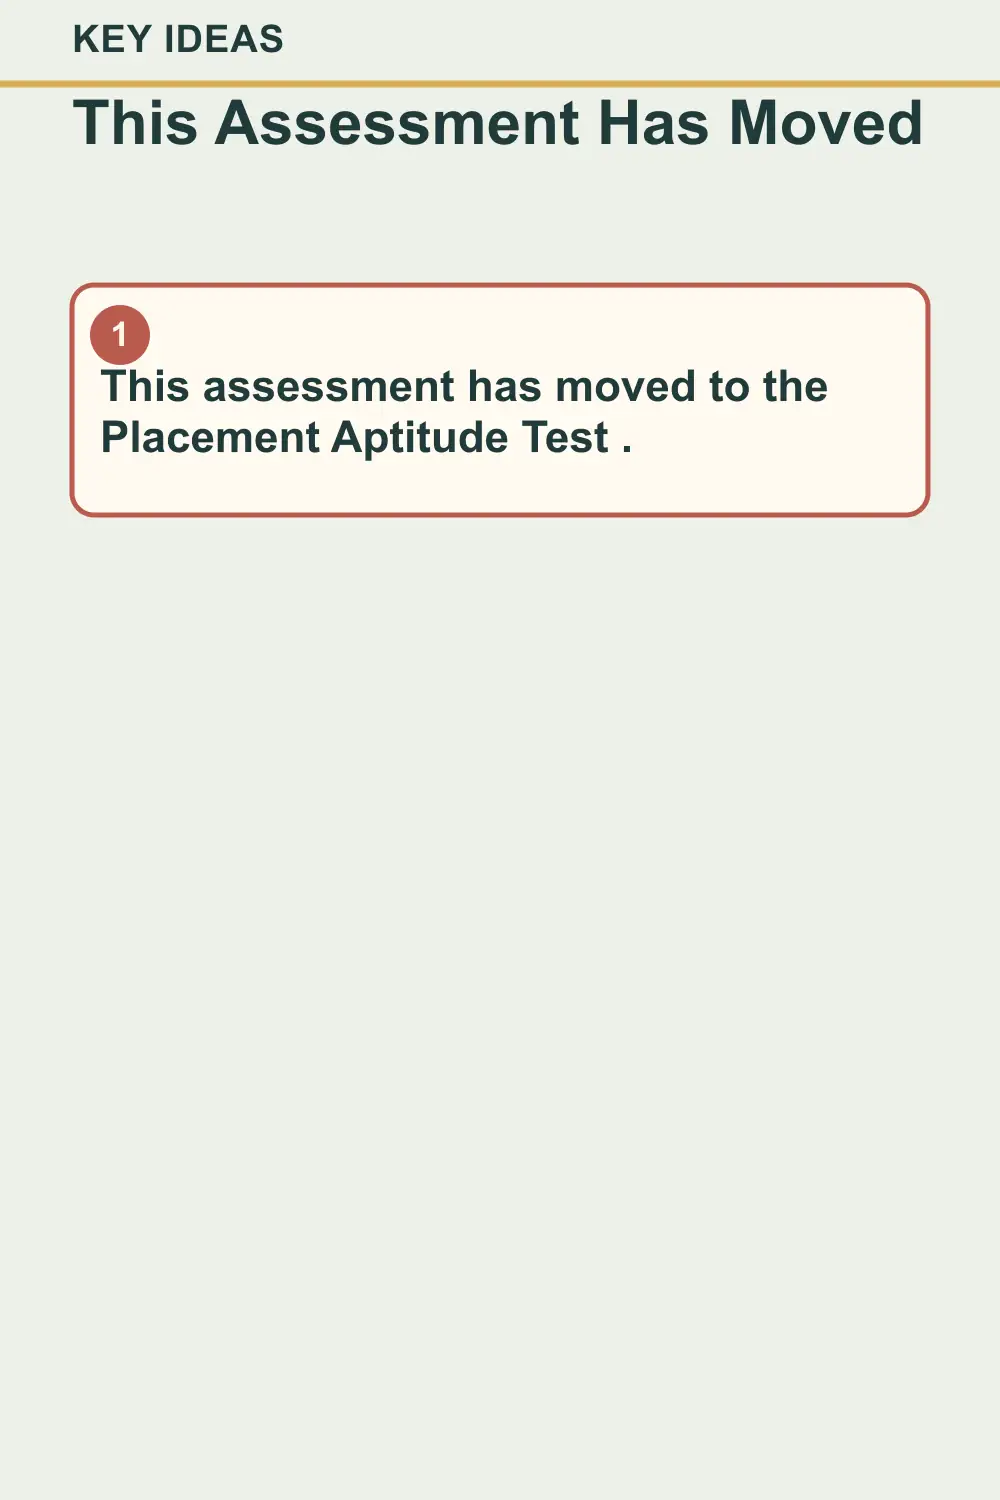 KEY IDEAS
This Assessment Has Moved
1
This assessment has moved to the
Placement Aptitude Test .